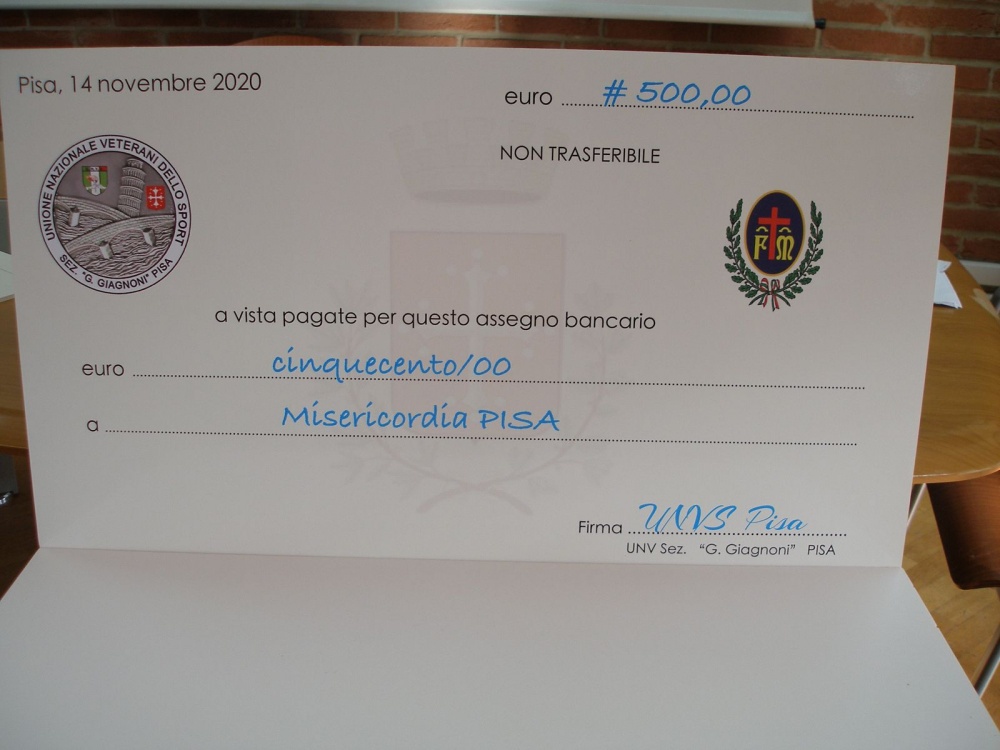 Pisa, 14 novembre 2020
euro ........ # 500,00
NON TRASFERIBILE
UNIONE NAZIONALE VETERANI DELLO SPORT
SEZ. "G. GIAGNONI" PISA
FM
a vista pagate per questo assegno bancario
euro ........ cinquecento/00
a ........ Misericordia PISA
Firma ........ UNVS Pisa
UNV Sez. "G. Giagnoni" PISA